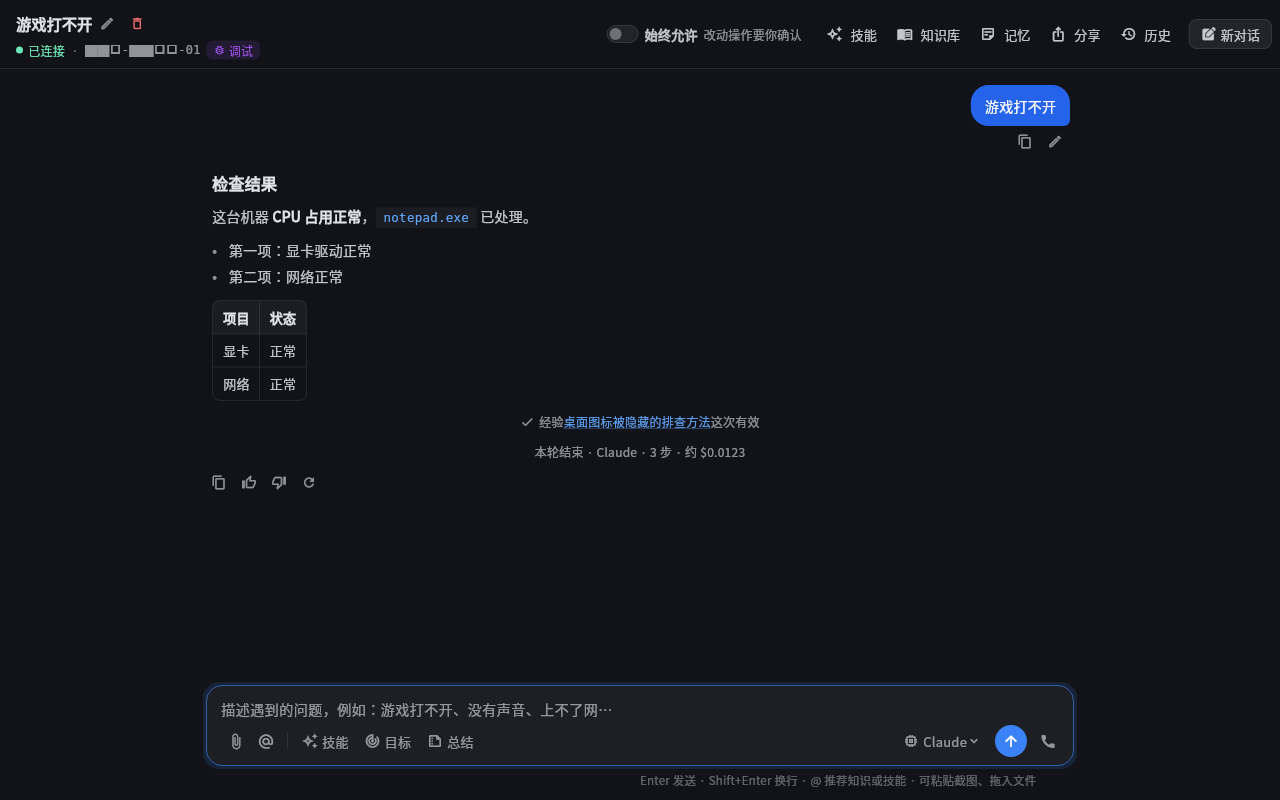 游戏打不开
已连接 · -01 调试
始终允许 改动操作要你确认 技能 知识库 记忆 分享 历史 新对话
游戏打不开
检查结果
这台机器 CPU 占用正常， notepad.exe 已处理。
• 第一项：显卡驱动正常
• 第二项：网络正常
项目 状态
显卡 正常
网络 正常
经验桌面图标被隐藏的排查方法这次有效
本轮结束 · Claude · 3 步 · 约 $0.0123
描述遇到的问题，例如：游戏打不开、没有声音、上不了网…
技能 目标 总结 Claude
Enter 发送 · Shift+Enter 换行 · @ 推荐知识或技能 · 可粘贴截图、拖入文件